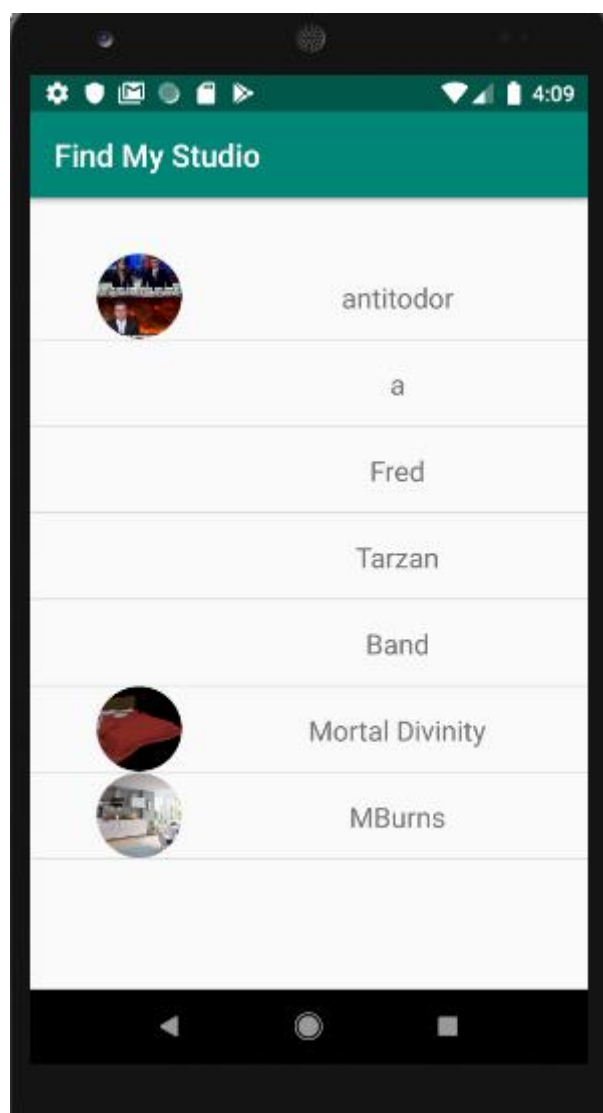 4:09
Find My Studio
antitodor
a
Fred
Tarzan
Band
Mortal Divinity
MBurns